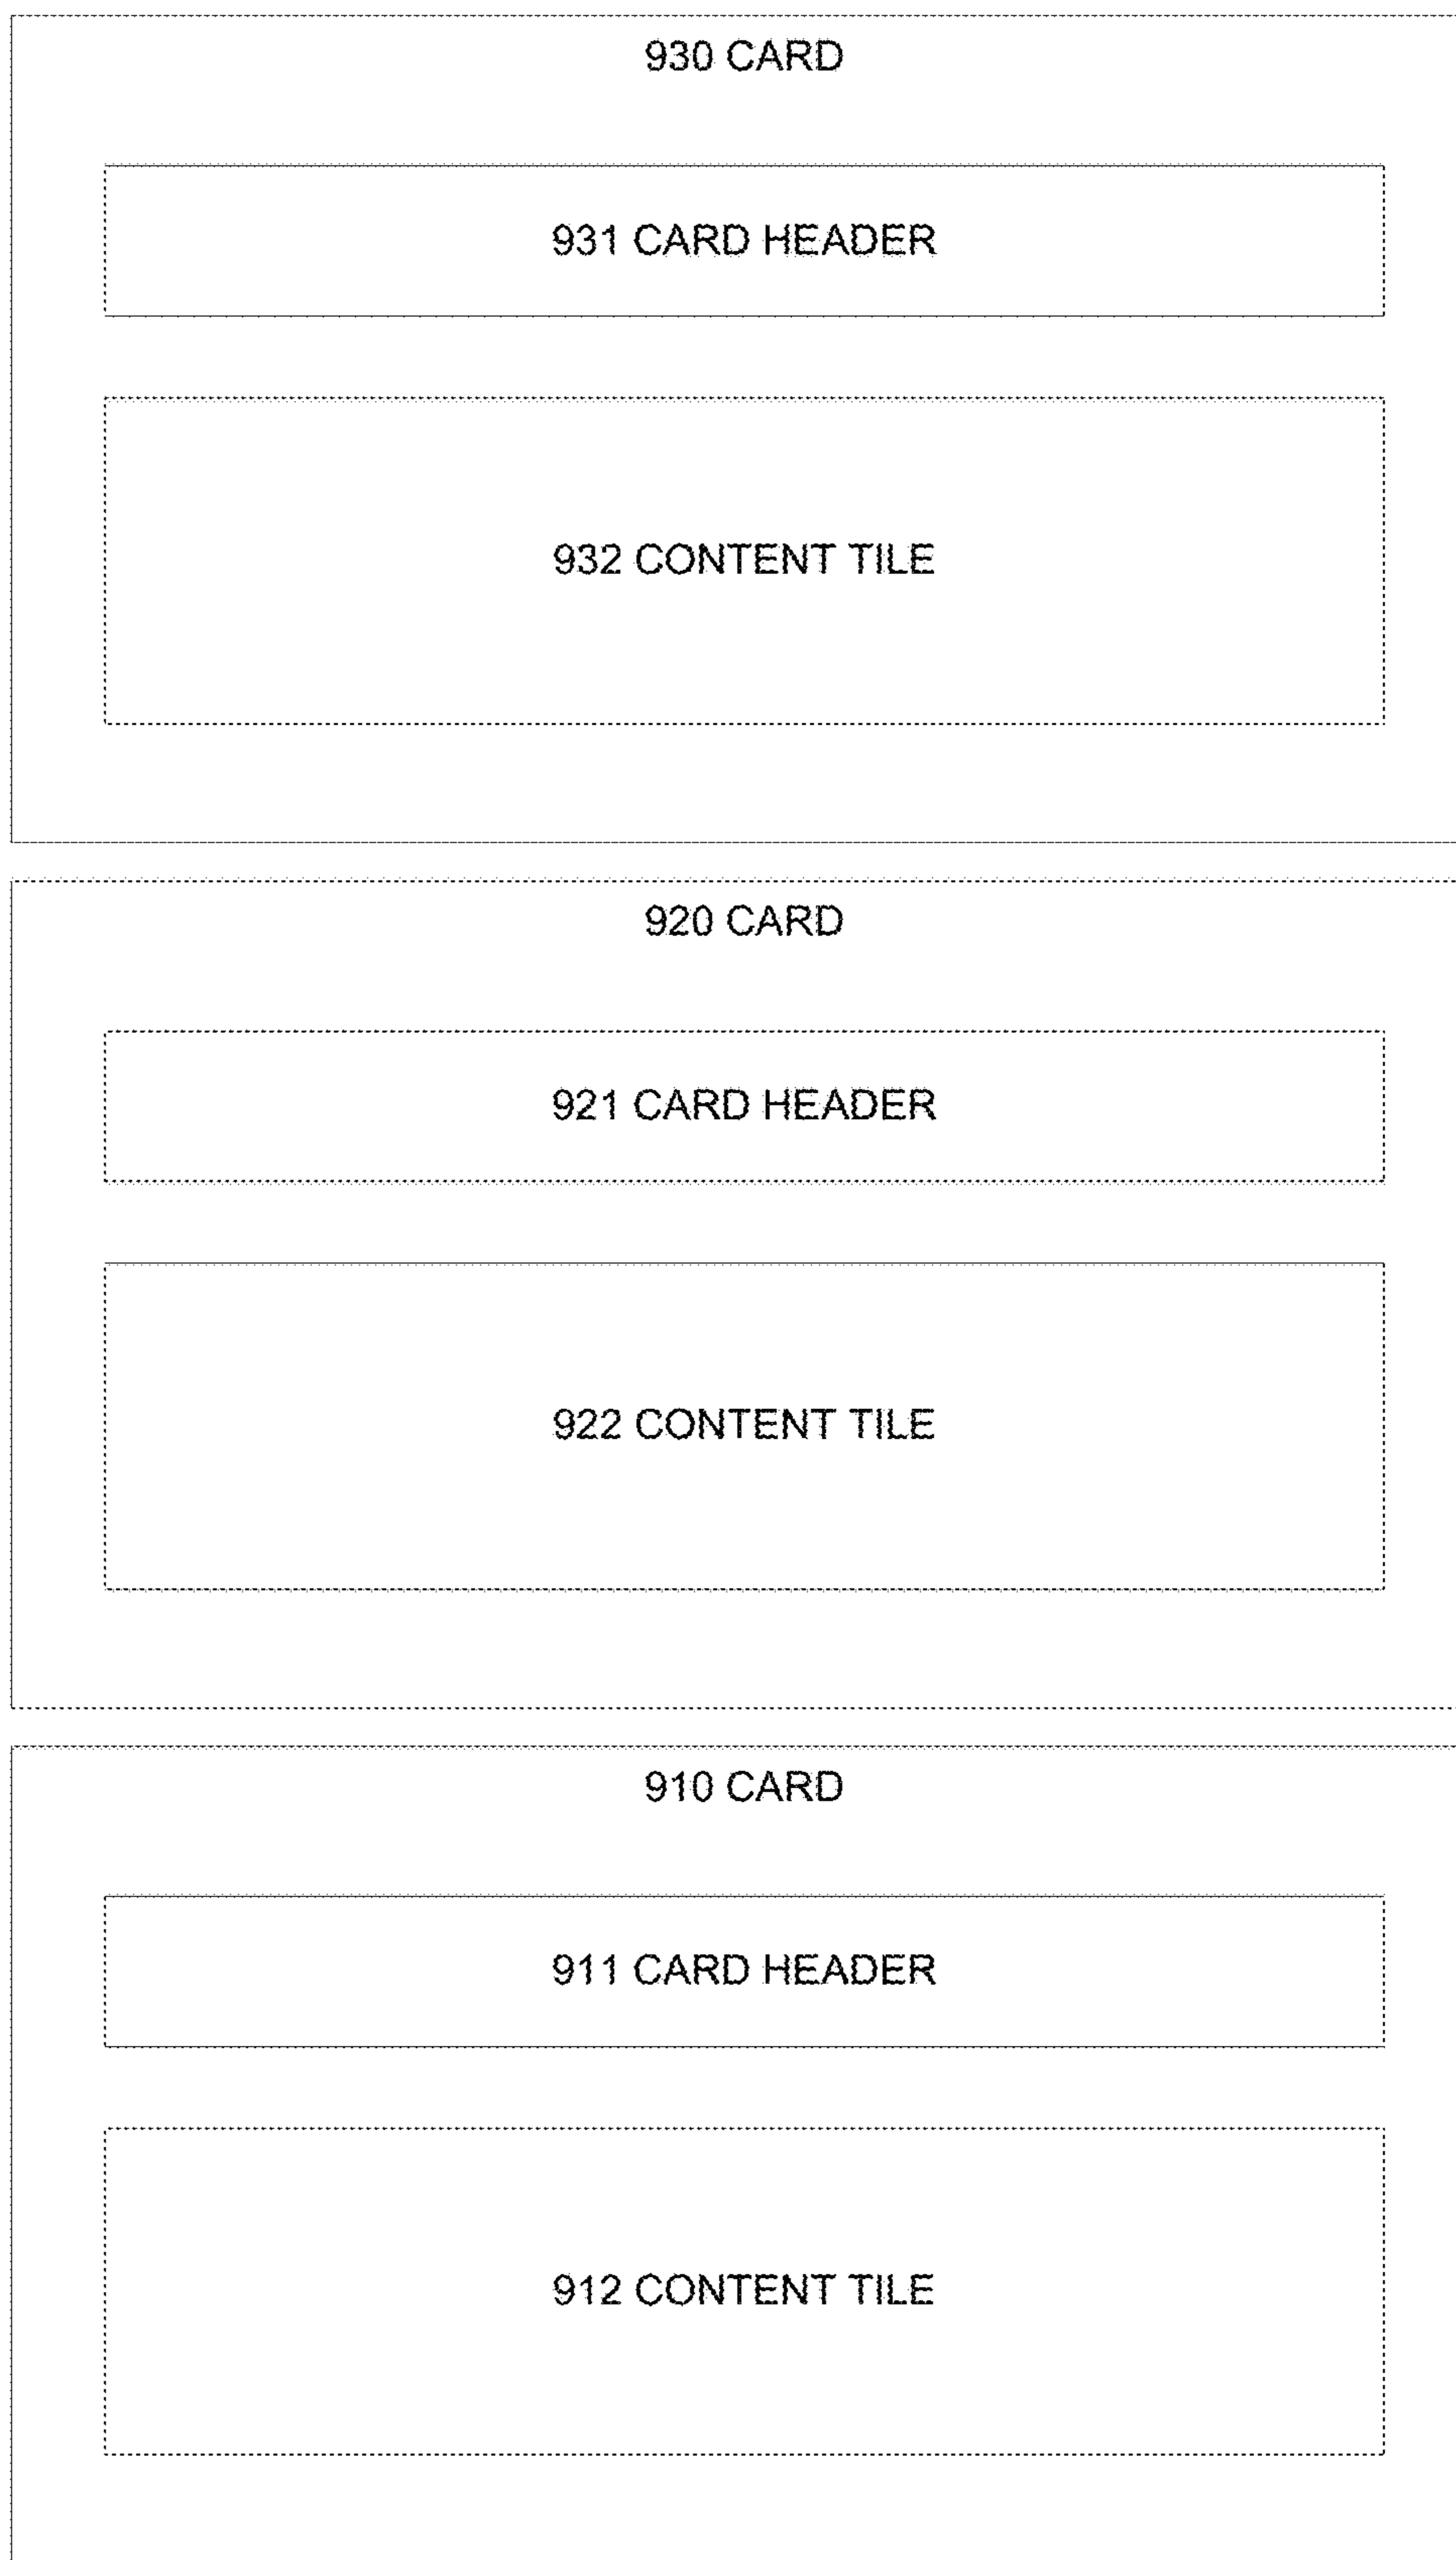 930 CARD
931 CARD HEADER
932 CONTENT TILE
920 CARD
921 CARD HEADER
922 CONTENT TILE
910 CARD
911 CARD HEADER
912 CONTENT TILE